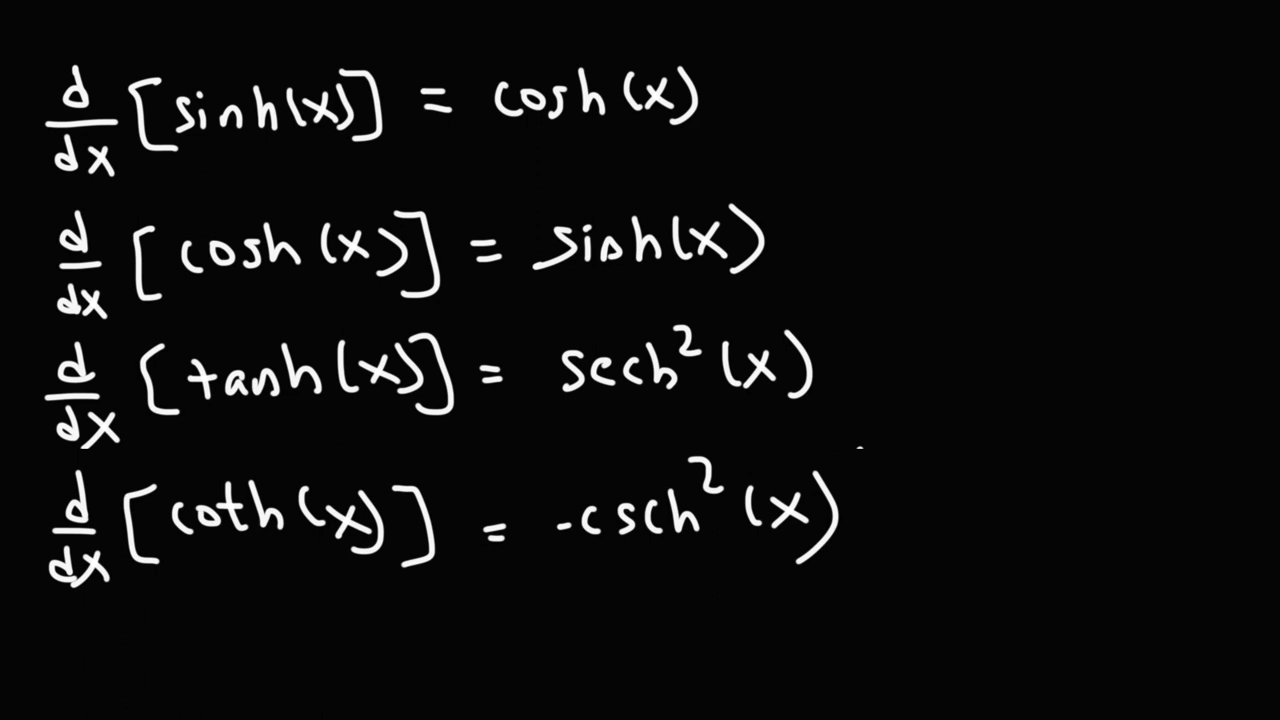 d/dx [sinh(x)] = cosh(x)
d/dx [cosh(x)] = sinh(x)
d/dx [tanh(x)] = sech²(x)
d/dx [coth(x)] = -csch²(x)